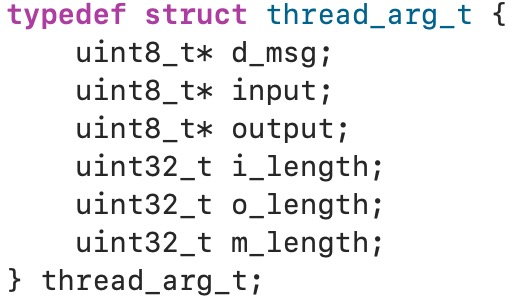 typedef struct thread_arg_t {
    uint8_t* d_msg;
    uint8_t* input;
    uint8_t* output;
    uint32_t i_length;
    uint32_t o_length;
    uint32_t m_length;
} thread_arg_t;